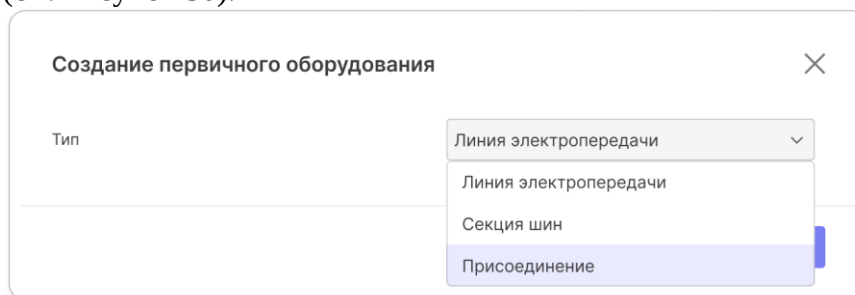 Создание первичного оборудования
Тип
Линия электропередачи
Линия электропередачи
Секция шин
Присоединение